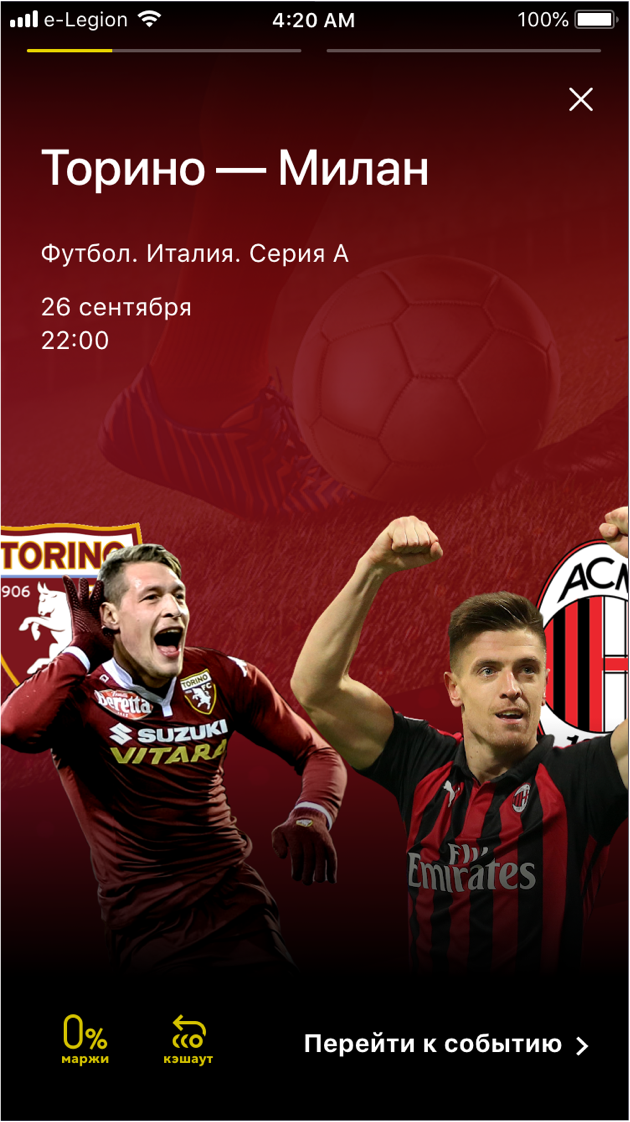 e-Legion 4:20 AM 100%
Торино — Милан
Футбол. Италия. Серия А
26 сентября
22:00
TORINO
1906
ACM
TORINO
Beretta
SUZUKI
VITARA
Fly
Emirates
0%
маржи
кэшаут
Перейти к событию